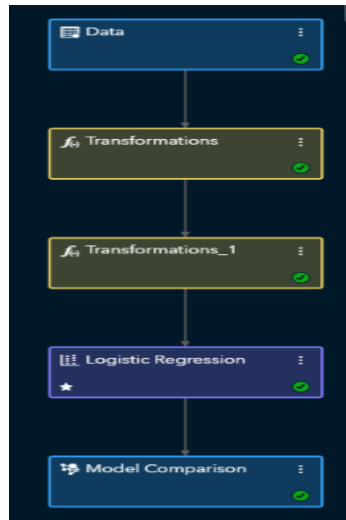 Data
Transformations
Transformations_1
Logistic Regression
Model Comparison